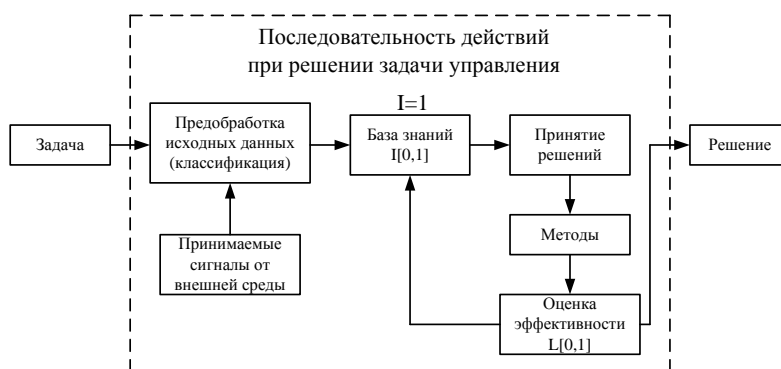 Последовательность действий
при решении задачи управления
I=1
Задача
Предобработка
исходных данных
(классификация)
База знаний
I[0,1]
Принятие
решений
Решение
Принимаемые
сигналы от
внешней среды
Методы
Оценка
эффективности
L[0,1]